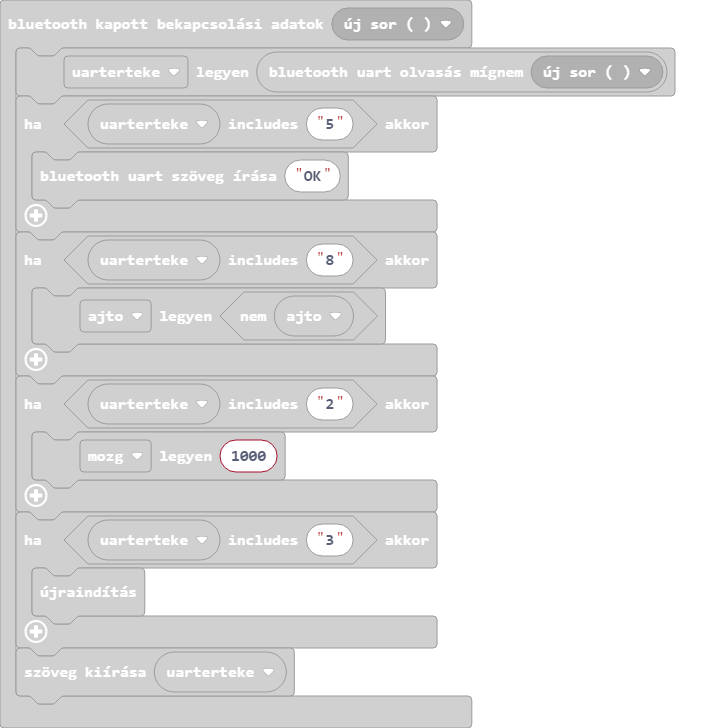 bluetooth kapott bekapcsolási adatok új sor ( )
uarterteke legyen bluetooth uart olvasás mígnem új sor ( )
ha uarterteke includes "5" akkor
bluetooth uart szöveg írása "OK"
ha uarterteke includes "8" akkor
ajto legyen nem ajto
ha uarterteke includes "2" akkor
mozg legyen 1000
ha uarterteke includes "3" akkor
újraindítás
szöveg kiírása uarterteke